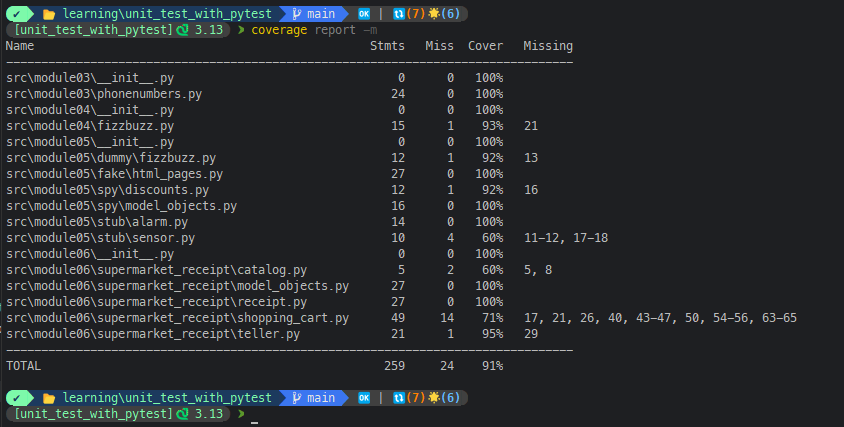 ✔ 📂 learning\unit_test_with_pytest main 🆗 | 🔃(7)🌟(6)
[unit_test_with_pytest] 3.13 ❯ coverage report -m
Name Stmts Miss Cover Missing
---------------------------------------------------------------------------------
src\module03\__init__.py 0 0 100%
src\module03\phonenumbers.py 24 0 100%
src\module04\__init__.py 0 0 100%
src\module04\fizzbuzz.py 15 1 93% 21
src\module05\__init__.py 0 0 100%
src\module05\dummy\fizzbuzz.py 12 1 92% 13
src\module05\fake\html_pages.py 27 0 100%
src\module05\spy\discounts.py 12 1 92% 16
src\module05\spy\model_objects.py 16 0 100%
src\module05\stub\alarm.py 14 0 100%
src\module05\stub\sensor.py 10 4 60% 11-12, 17-18
src\module06\__init__.py 0 0 100%
src\module06\supermarket_receipt\catalog.py 5 2 60% 5, 8
src\module06\supermarket_receipt\model_objects.py 27 0 100%
src\module06\supermarket_receipt\receipt.py 27 0 100%
src\module06\supermarket_receipt\shopping_cart.py 49 14 71% 17, 21, 26, 40, 43-47, 50, 54-56, 63-65
src\module06\supermarket_receipt\teller.py 21 1 95% 29
---------------------------------------------------------------------------------
TOTAL 259 24 91%
✔ 📂 learning\unit_test_with_pytest main 🆗 | 🔃(7)🌟(6)
[unit_test_with_pytest] 3.13 ❯ _